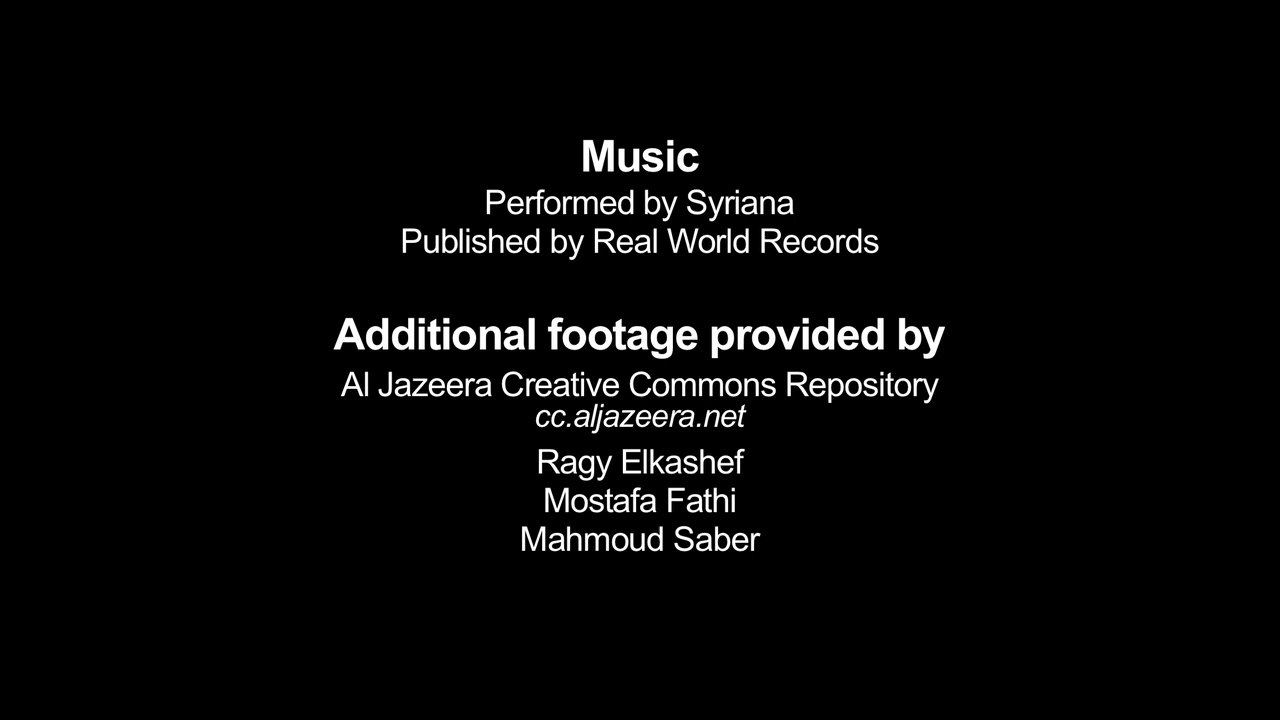 Music
Performed by Syriana
Published by Real World Records
Additional footage provided by
Al Jazeera Creative Commons Repository
cc.aljazeera.net
Ragy Elkashef
Mostafa Fathi
Mahmoud Saber